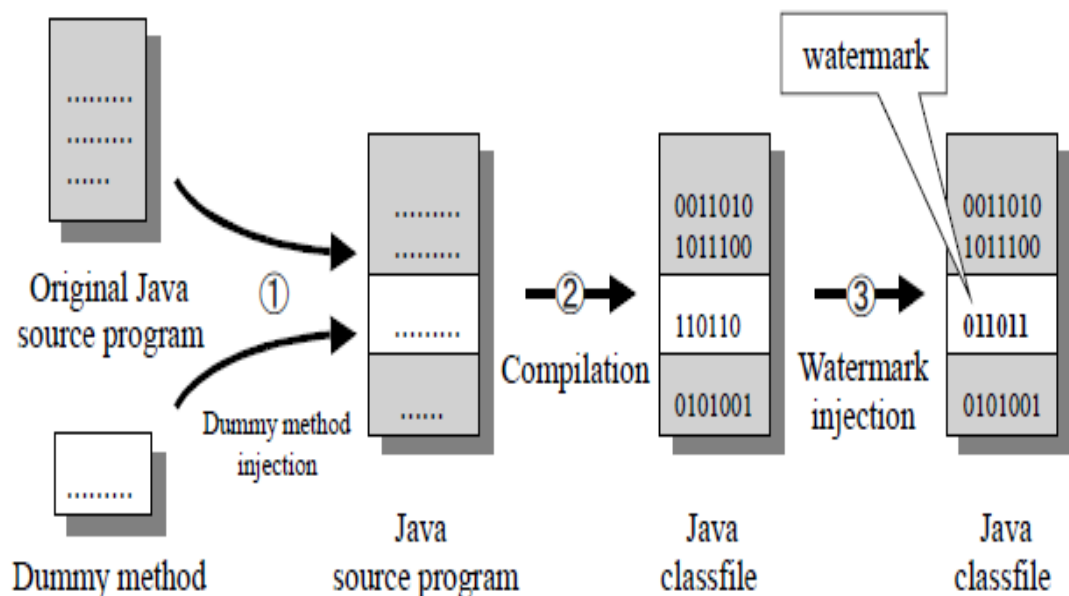 watermark
.........
.........
......
Original Java
source program
①
Dummy method
injection
.........
Dummy method
.........
.........
.........
......
Java
source program
②
Compilation
0011010
1011100
110110
0101001
Java
classfile
③
Watermark
injection
0011010
1011100
011011
0101001
Java
classfile